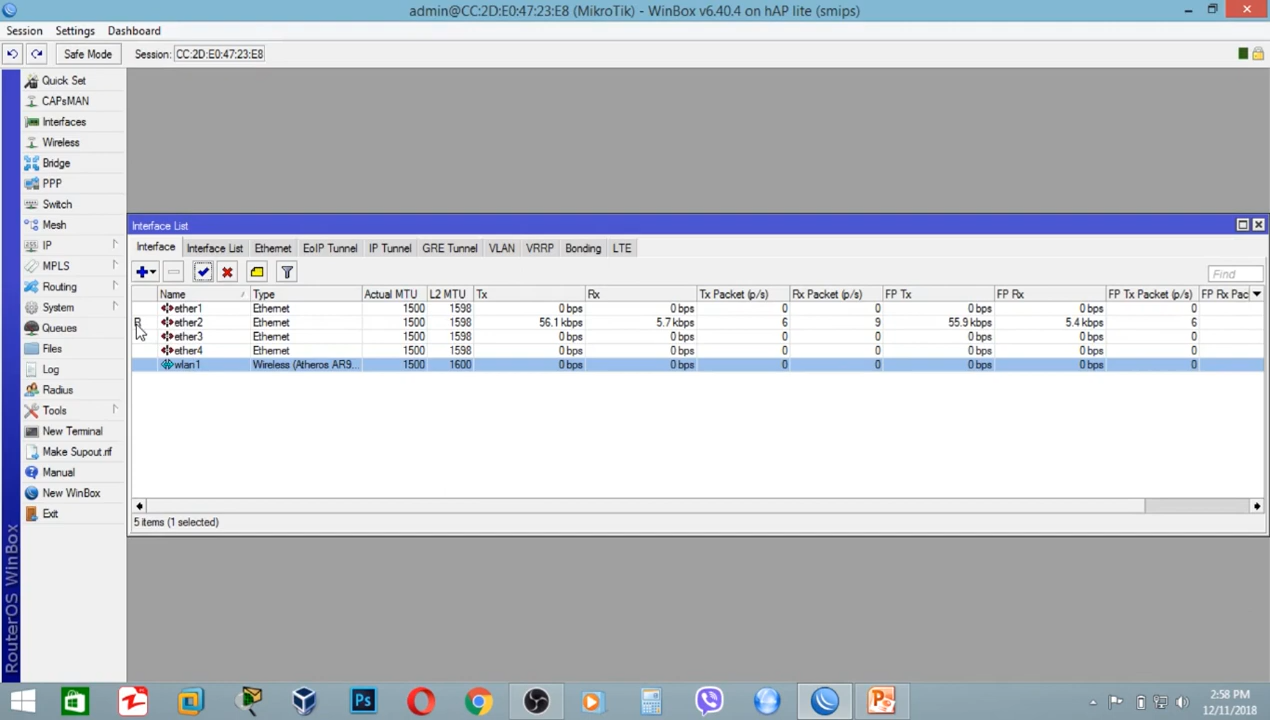 admin@CC:2D:E0:47:23:E8 (MikroTik) - WinBox v6.40.4 on hAP lite (smips)
Session Settings Dashboard
Safe Mode Session: CC:2D:E0:47:23:E8
Quick Set
CAPsMAN
Interfaces
Wireless
Bridge
PPP
Switch
Mesh
IP
MPLS
Routing
System
Queues
Files
Log
Radius
Tools
New Terminal
Make Supout.rif
Manual
New WinBox
Exit
RouterOS WinBox
Interface List
Interface Interface List Ethernet EoIP Tunnel IP Tunnel GRE Tunnel VLAN VRRP Bonding LTE
Find
Name Type Actual MTU L2 MTU Tx Rx Tx Packet (p/s) Rx Packet (p/s) FP Tx FP Rx FP Tx Packet (p/s) FP Rx Pac
ether1 Ethernet 1500 1598 0 bps 0 bps 0 0 0 bps 0 bps 0
R ether2 Ethernet 1500 1598 56.1 kbps 5.7 kbps 6 9 55.9 kbps 5.4 kbps 6
ether3 Ethernet 1500 1598 0 bps 0 bps 0 0 0 bps 0 bps 0
ether4 Ethernet 1500 1598 0 bps 0 bps 0 0 0 bps 0 bps 0
wlan1 Wireless (Atheros AR9... 1500 1600 0 bps 0 bps 0 0 0 bps 0 bps 0
5 items (1 selected)
Ps
2:58 PM
12/11/2018